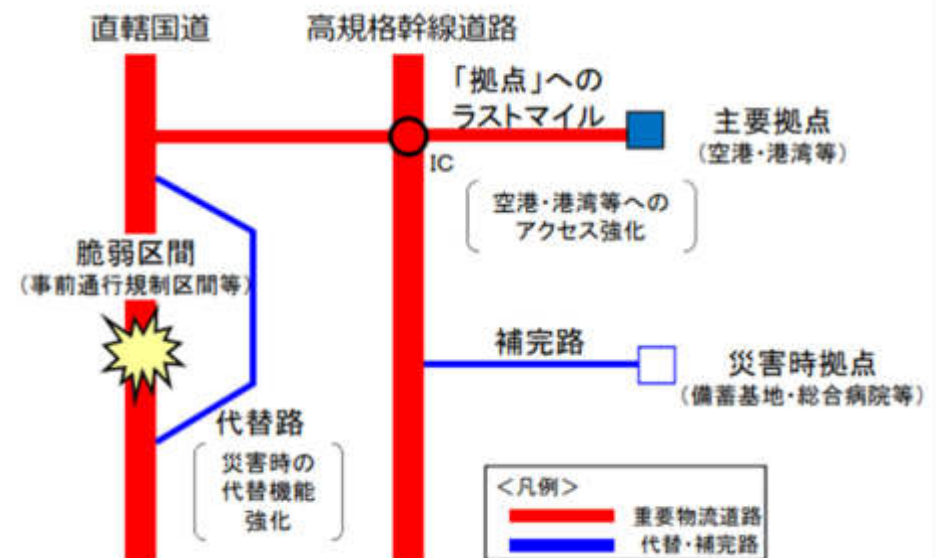 直轄国道
高規格幹線道路
「拠点」への
ラストマイル
主要拠点
(空港・港湾等)
IC
空港・港湾等への
アクセス強化
脆弱区間
(事前通行規制区間等)
補完路
災害時拠点
(備蓄基地・総合病院等)
代替路
災害時の
代替機能
強化
<凡例>
重要物流道路
代替・補完路